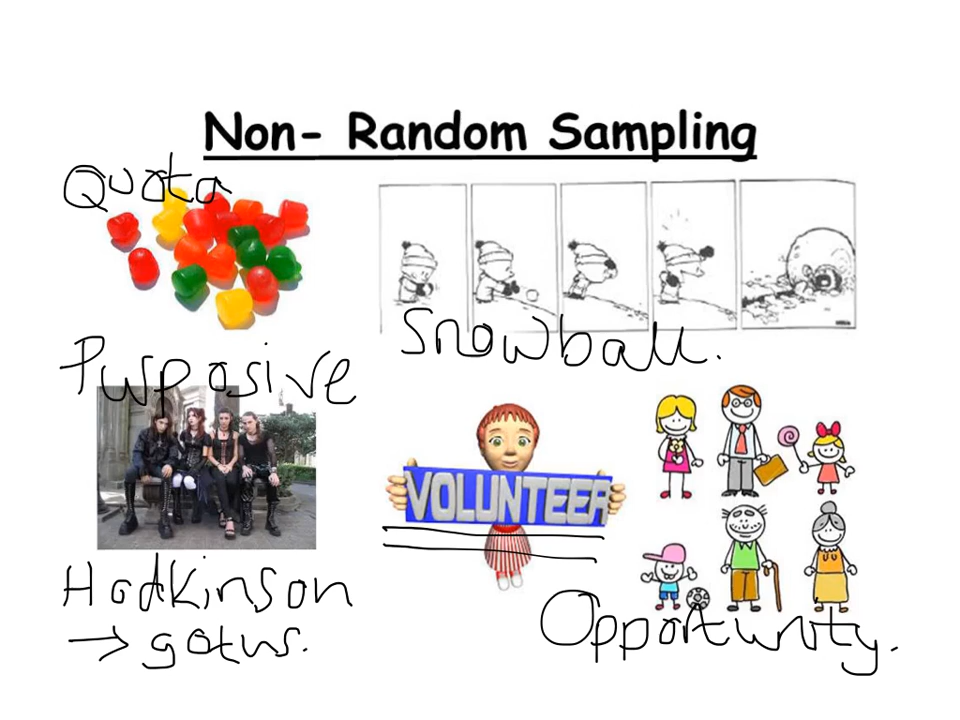 Non- Random Sampling
Quota
Snowball.
Purposive
VOLUNTEER
Hodkinson
→ goths.
Opportunity.